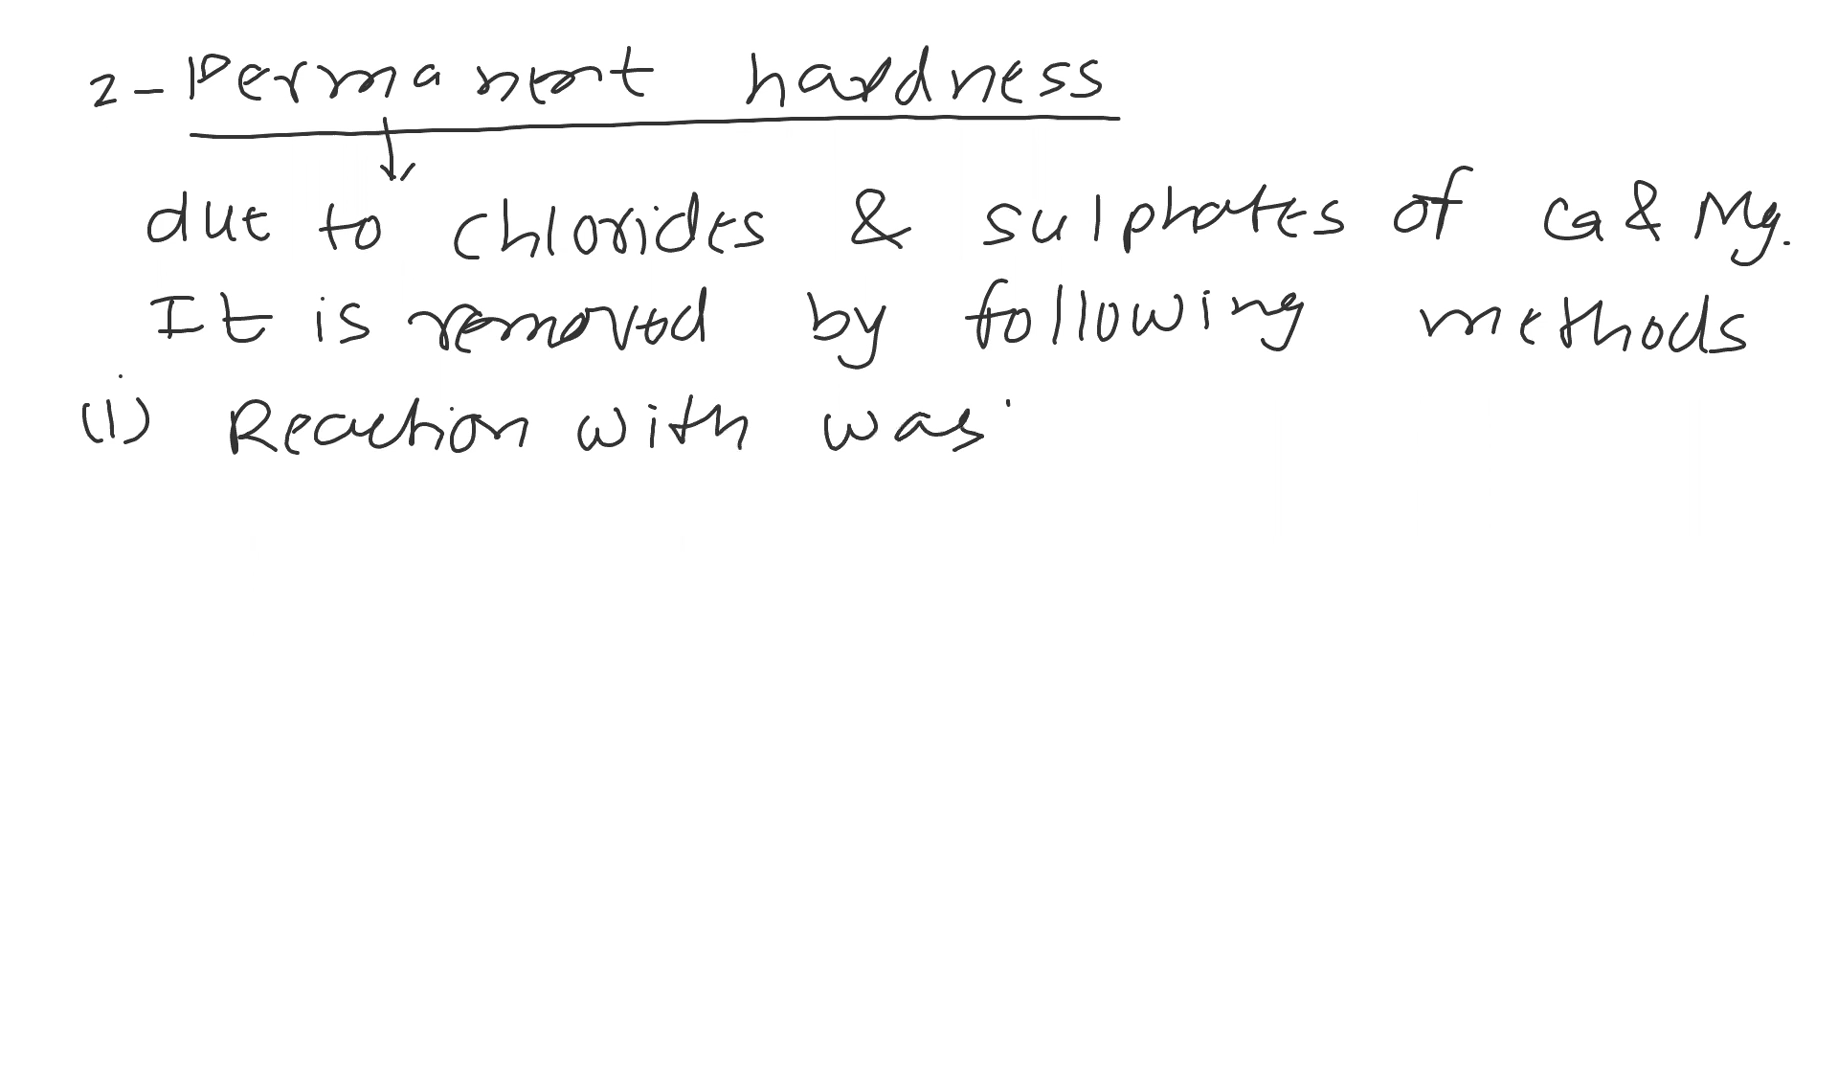 2- Permanent hardness
due to chlorides & sulphates of Ca & Mg.
It is removed by following methods
(i) Reaction with was